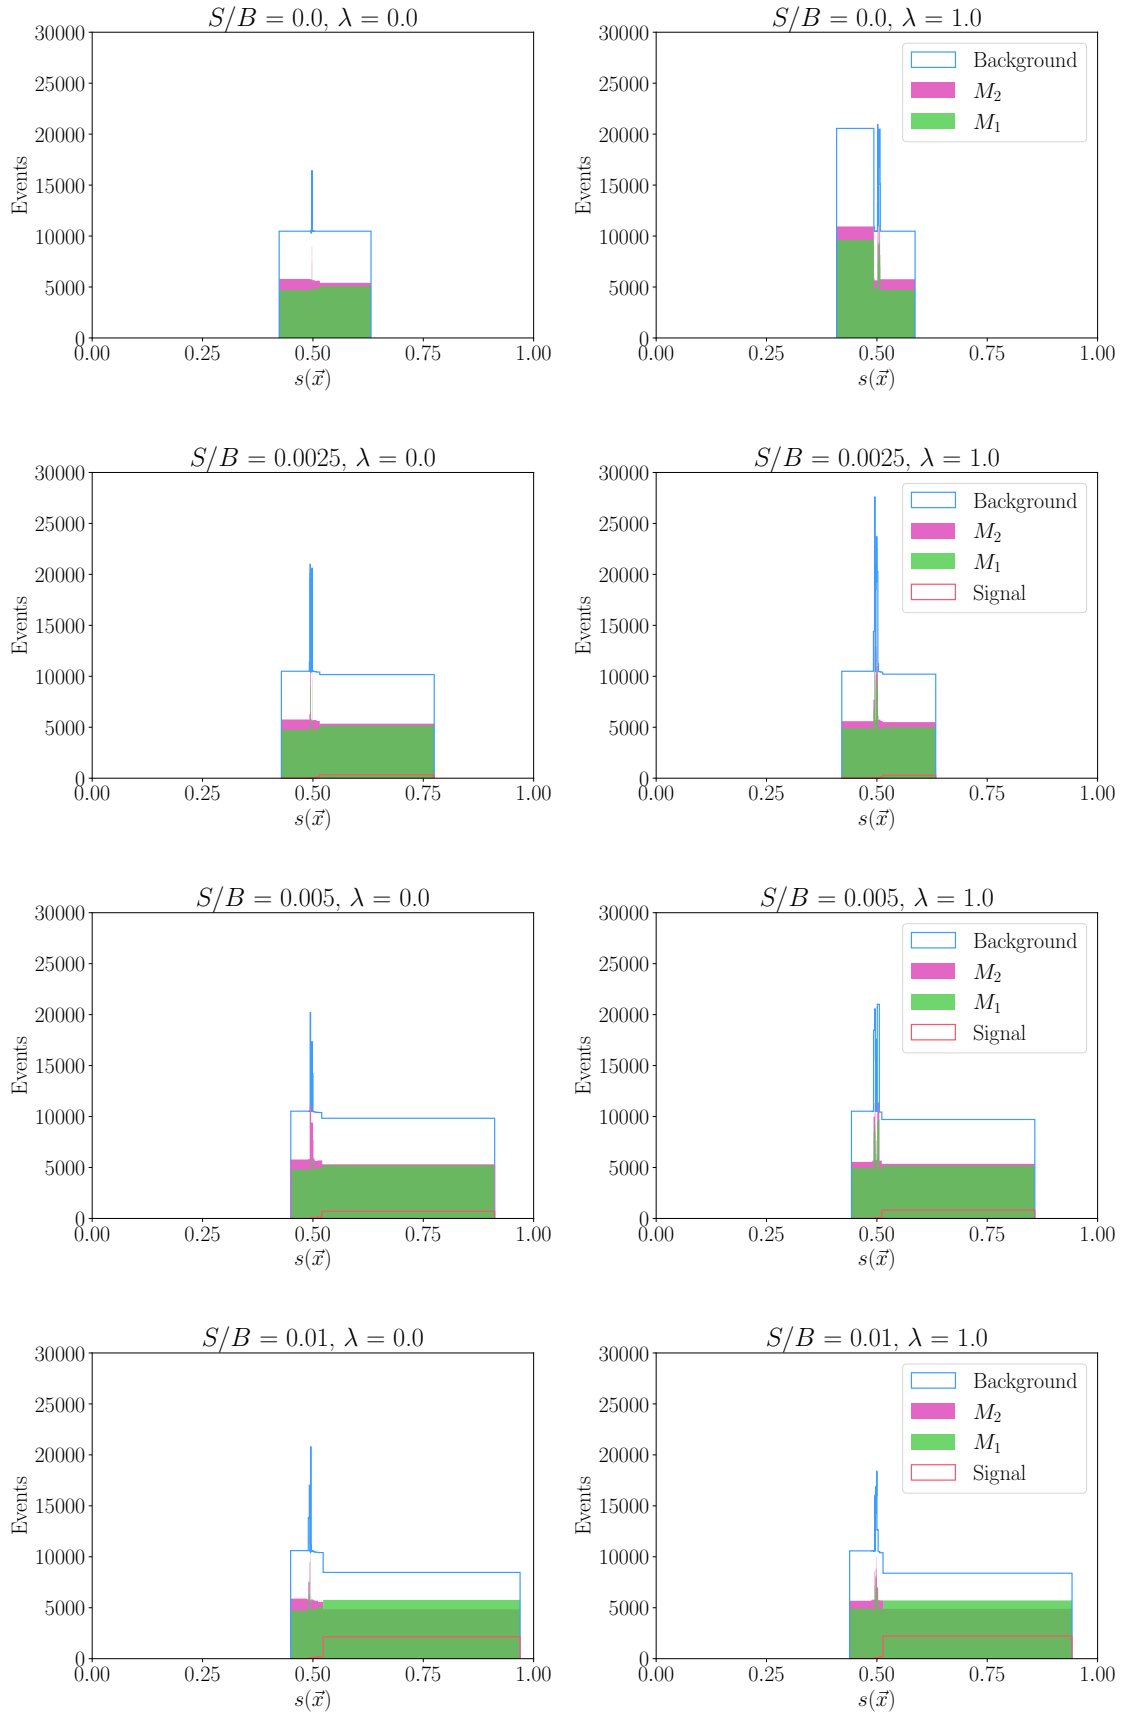 S/B = 0.0, λ = 0.0
30000
25000
20000
15000
10000
5000
0
Events
0.00 0.25 0.50 0.75 1.00
s(x⃗)
S/B = 0.0, λ = 1.0
30000
25000
20000
15000
10000
5000
0
Events
Background
M₂
M₁
0.00 0.25 0.50 0.75 1.00
s(x⃗)
S/B = 0.0025, λ = 0.0
30000
25000
20000
15000
10000
5000
0
Events
0.00 0.25 0.50 0.75 1.00
s(x⃗)
S/B = 0.0025, λ = 1.0
30000
25000
20000
15000
10000
5000
0
Events
Background
M₂
M₁
Signal
0.00 0.25 0.50 0.75 1.00
s(x⃗)
S/B = 0.005, λ = 0.0
30000
25000
20000
15000
10000
5000
0
Events
0.00 0.25 0.50 0.75 1.00
s(x⃗)
S/B = 0.005, λ = 1.0
30000
25000
20000
15000
10000
5000
0
Events
Background
M₂
M₁
Signal
0.00 0.25 0.50 0.75 1.00
s(x⃗)
S/B = 0.01, λ = 0.0
30000
25000
20000
15000
10000
5000
0
Events
0.00 0.25 0.50 0.75 1.00
s(x⃗)
S/B = 0.01, λ = 1.0
30000
25000
20000
15000
10000
5000
0
Events
Background
M₂
M₁
Signal
0.00 0.25 0.50 0.75 1.00
s(x⃗)